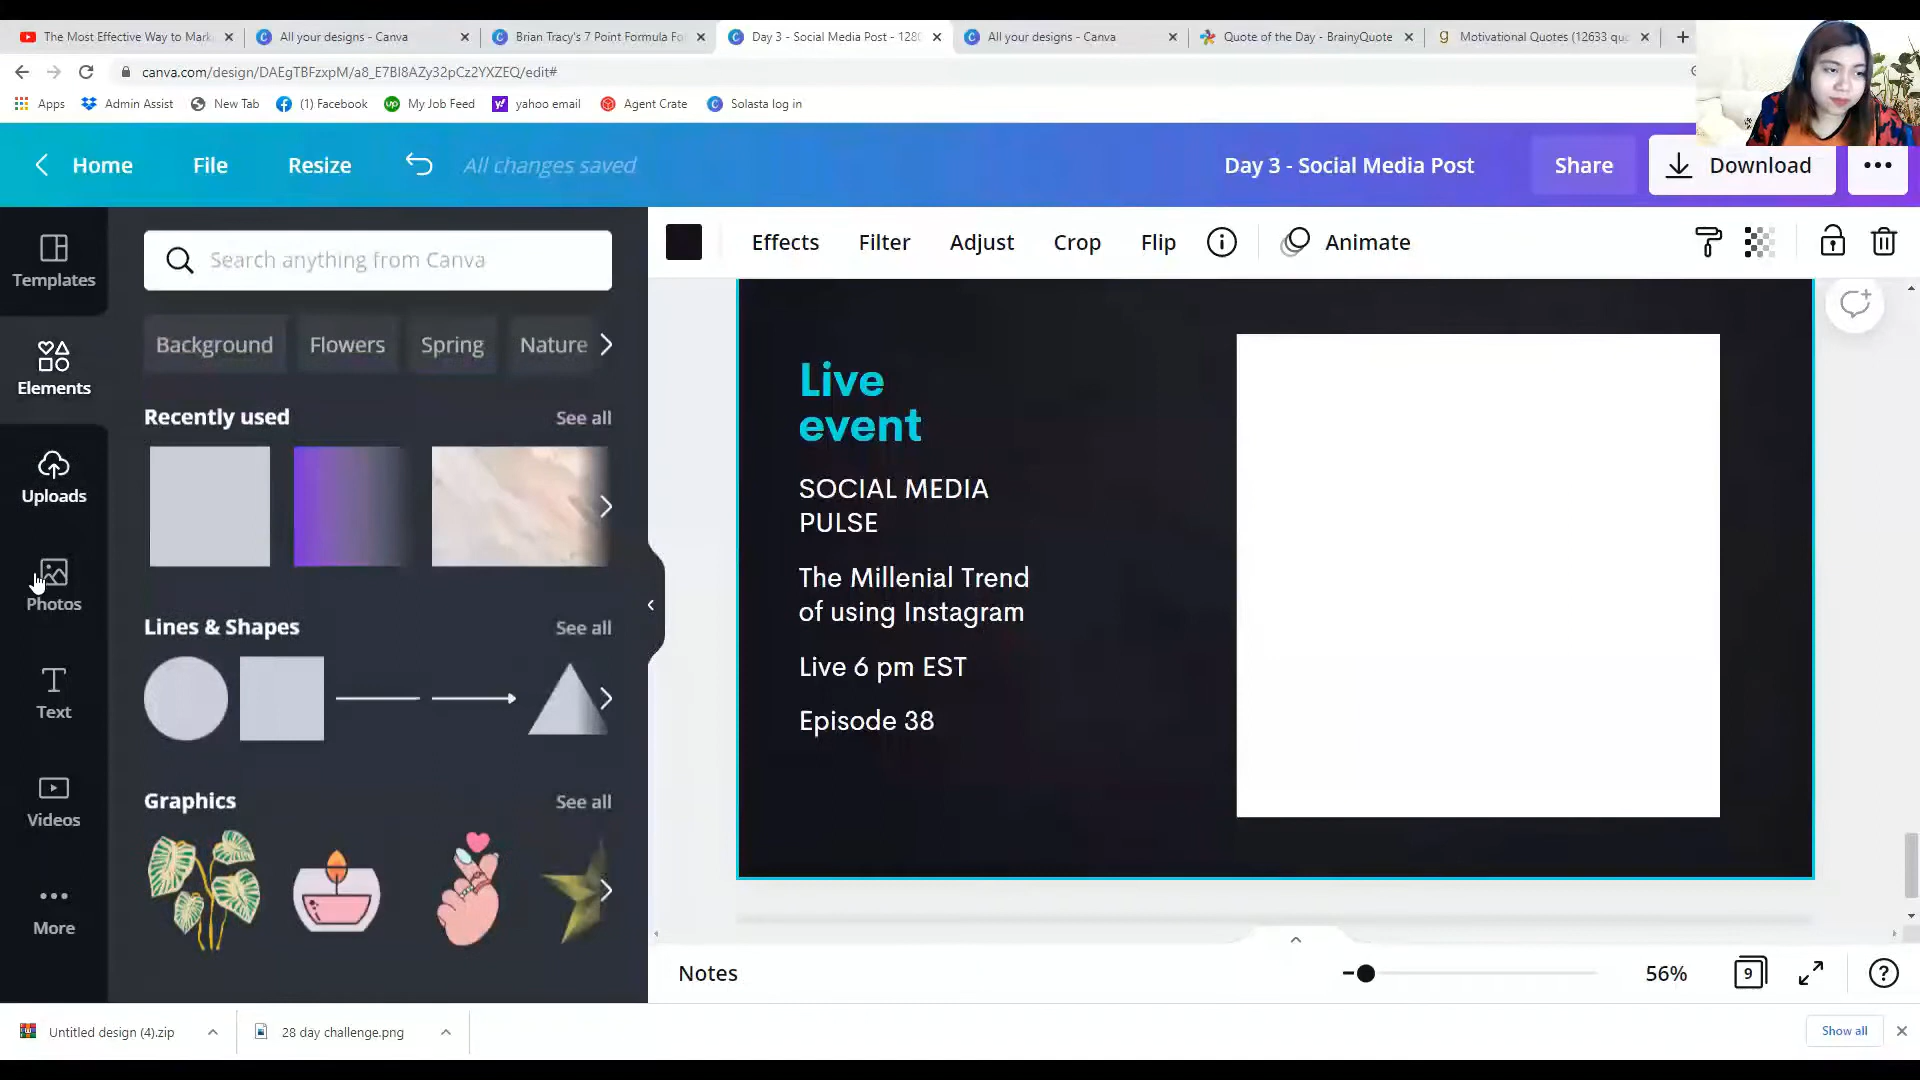 The Most Effective Way to Mark
All your designs - Canva
Brian Tracy's 7 Point Formula Fo
Day 3 - Social Media Post - 1280
All your designs - Canva
Quote of the Day - BrainyQuote
Motivational Quotes (12633 quo
canva.com/design/DAEgTBFzxpM/a8_E7BI8AZy32pCz2YXZEQ/edit#
Apps
Admin Assist
New Tab
(1) Facebook
My Job Feed
yahoo email
Agent Crate
Solasta log in
Home
File
Resize
All changes saved
Day 3 - Social Media Post
Share
Download
Templates
Elements
Uploads
Photos
Text
Videos
More
Search anything from Canva
Background
Flowers
Spring
Nature
Recently used
See all
Lines & Shapes
See all
Graphics
See all
Effects
Filter
Adjust
Crop
Flip
Animate
Live
event
SOCIAL MEDIA
PULSE
The Millenial Trend
of using Instagram
Live 6 pm EST
Episode 38
Notes
56%
9
Untitled design (4).zip
28 day challenge.png
Show all